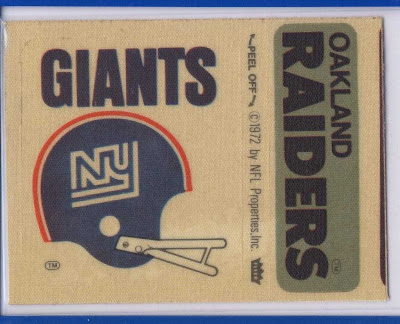 GIANTS
NY
TM
PEEL OFF
©1972 by NFL Properties,Inc.
OAKLAND
RAIDERS
TM